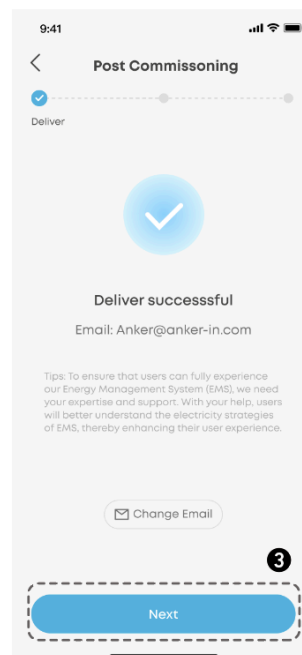 9:41
Post Commissoning
Deliver
Deliver successsful
Email: Anker@anker-in.com
Tips: To ensure that users can fully experience
our Energy Management System (EMS), we need
your expertise and support. With your help, users
will better understand the electricity strategies
of EMS, thereby enhancing their user experience.
Change Email
3
Next